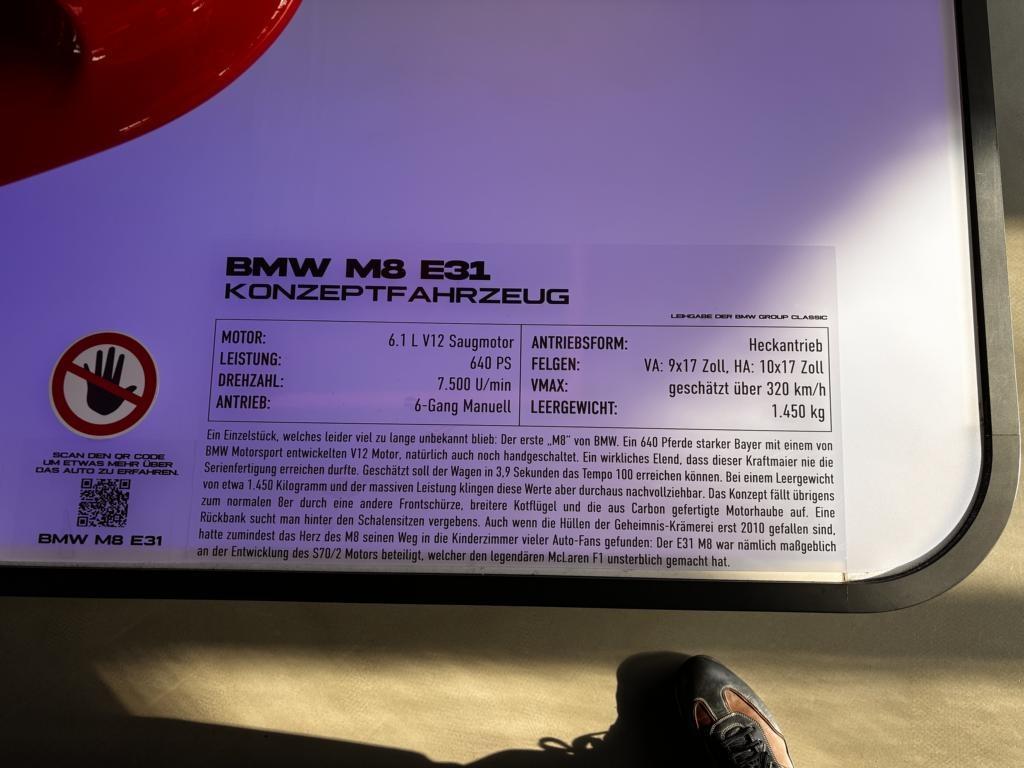 BMW M8 E31
KONZEPTFAHRZEUG
LEIHGABE DER BMW GROUP CLASSIC
MOTOR: 6.1 L V12 Saugmotor
LEISTUNG: 640 PS
DREHZAHL: 7.500 U/min
ANTRIEB: 6-Gang Manuell
ANTRIEBSFORM: Heckantrieb
FELGEN: VA: 9x17 Zoll, HA: 10x17 Zoll
VMAX: geschätzt über 320 km/h
LEERGEWICHT: 1.450 kg
Ein Einzelstück, welches leider viel zu lange unbekannt blieb: Der erste „M8" von BMW. Ein 640 Pferde starker Bayer mit einem von
BMW Motorsport entwickelten V12 Motor, natürlich auch noch handgeschaltet. Ein wirkliches Elend, dass dieser Kraftmaier nie die
Serienfertigung erreichen durfte. Geschätzt soll der Wagen in 3,9 Sekunden das Tempo 100 erreichen können. Bei einem Leergewicht
von etwa 1.450 Kilogramm und der massiven Leistung klingen diese Werte aber durchaus nachvollziehbar. Das Konzept fällt übrigens
zum normalen 8er durch eine andere Frontschürze, breitere Kotflügel und die aus Carbon gefertigte Motorhaube auf. Eine
Rückbank sucht man hinter den Schalensitzen vergebens. Auch wenn die Hüllen der Geheimnis-Krämerei erst 2010 gefallen sind,
hatte zumindest das Herz des M8 seinen Weg in die Kinderzimmer vieler Auto-Fans gefunden: Der E31 M8 war nämlich maßgeblich
an der Entwicklung des S70/2 Motors beteiligt, welcher den legendären McLaren F1 unsterblich gemacht hat.
SCAN DEN QR CODE
UM ETWAS MEHR ÜBER
DAS AUTO ZU ERFAHREN.
BMW M8 E31